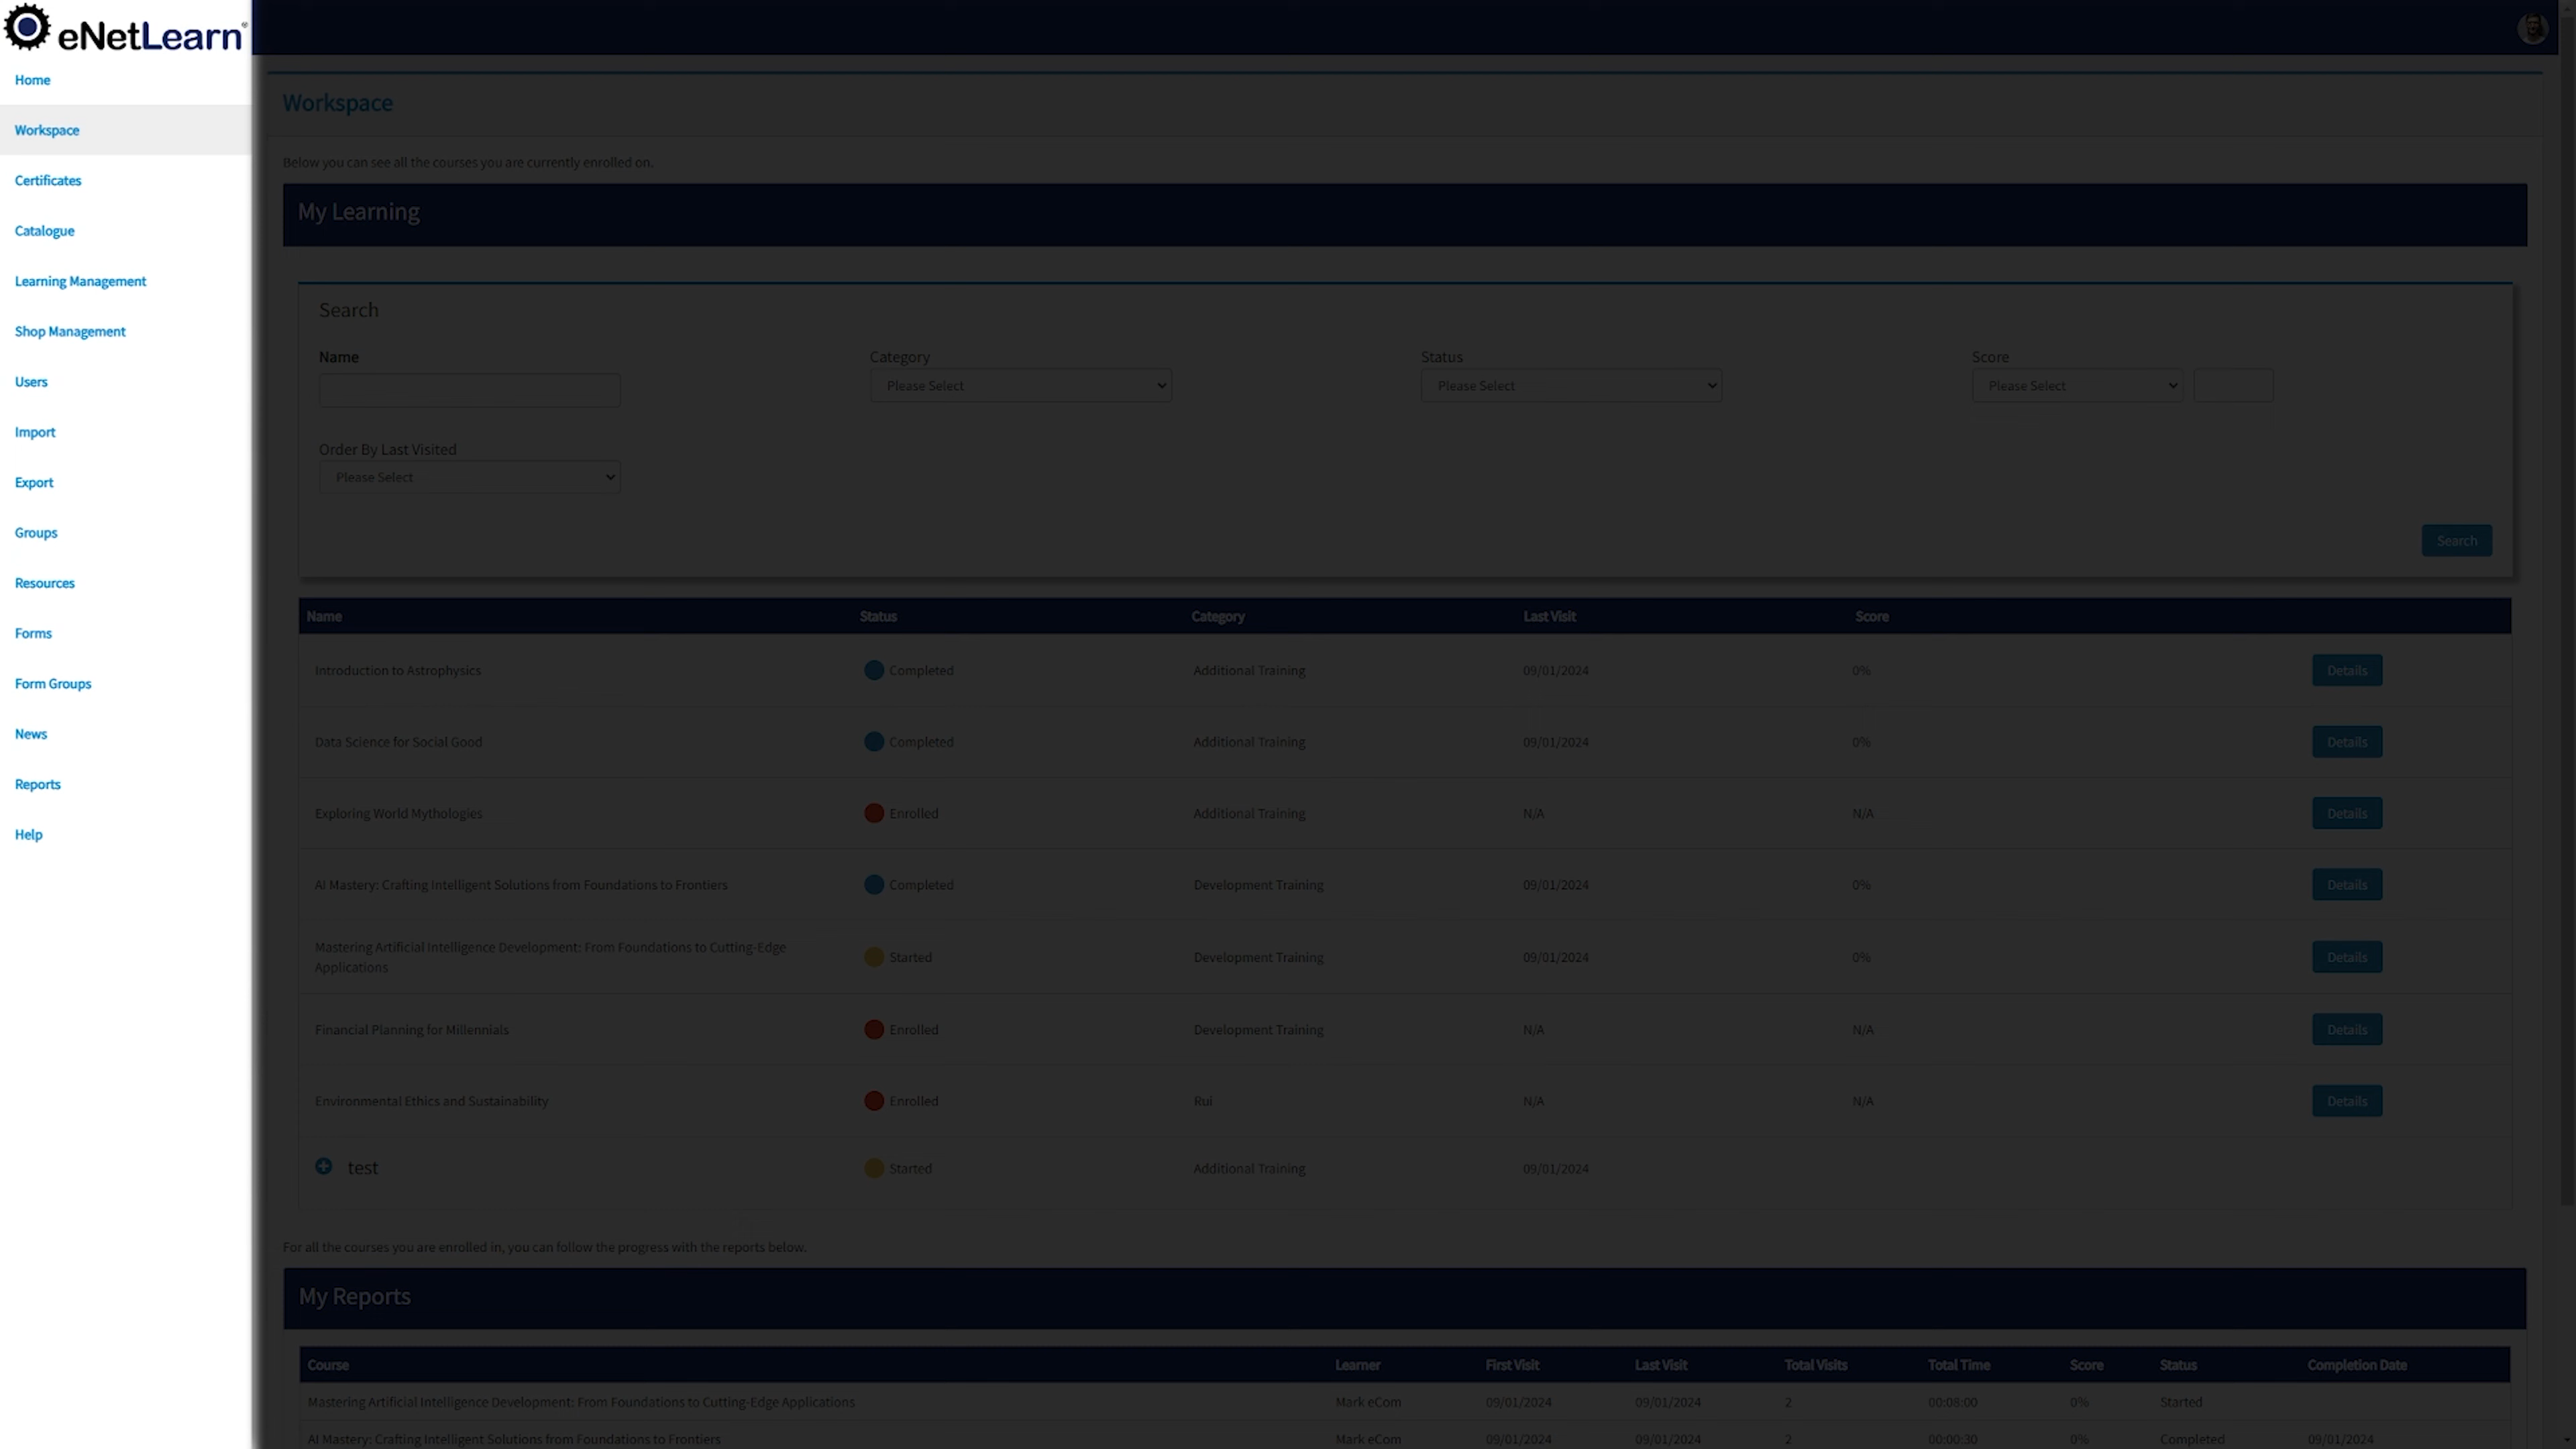 eNetLearn
Home
Workspace
Certificates
Catalogue
Learning Management
Shop Management
Users
Import
Export
Groups
Resources
Forms
Form Groups
News
Reports
Help
Workspace
Below you can see all the courses you are currently enrolled on.
My Learning
Search
Name Category Status Score
Please Select Please Select Please Select
Order By Last Visited
Please Select
Search
Name Status Category Last Visit Score
Introduction to Astrophysics Completed Additional Training 09/01/2024 0% Details
Data Science for Social Good Completed Additional Training 09/01/2024 0% Details
Exploring World Mythologies Enrolled Additional Training N/A N/A Details
AI Mastery: Crafting Intelligent Solutions from Foundations to Frontiers Completed Development Training 09/01/2024 0% Details
Mastering Artificial Intelligence Development: From Foundations to Cutting-Edge
Applications Started Development Training 09/01/2024 0% Details
Financial Planning for Millennials Enrolled Development Training N/A N/A Details
Environmental Ethics and Sustainability Enrolled Rui N/A N/A Details
test Started Additional Training 09/01/2024
For all the courses you are enrolled in, you can follow the progress with the reports below.
My Reports
Course Learner First Visit Last Visit Total Visits Total Time Score Status Completion Date
Mastering Artificial Intelligence Development: From Foundations to Cutting-Edge Applications Mark eCom 09/01/2024 09/01/2024 2 00:08:00 0% Started
AI Mastery: Crafting Intelligent Solutions from Foundations to Frontiers Mark eCom 09/01/2024 09/01/2024 2 00:00:30 0% Completed 09/01/2024